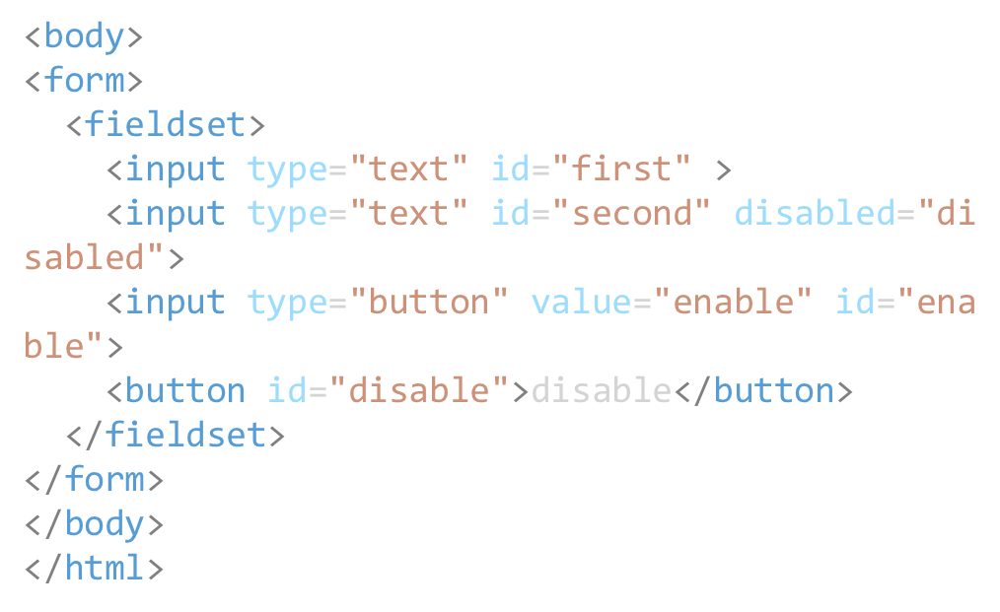 <body>
<form>
  <fieldset>
    <input type="text" id="first" >
    <input type="text" id="second" disabled="di
sabled">
    <input type="button" value="enable" id="ena
ble">
    <button id="disable">disable</button>
  </fieldset>
</form>
</body>
</html>